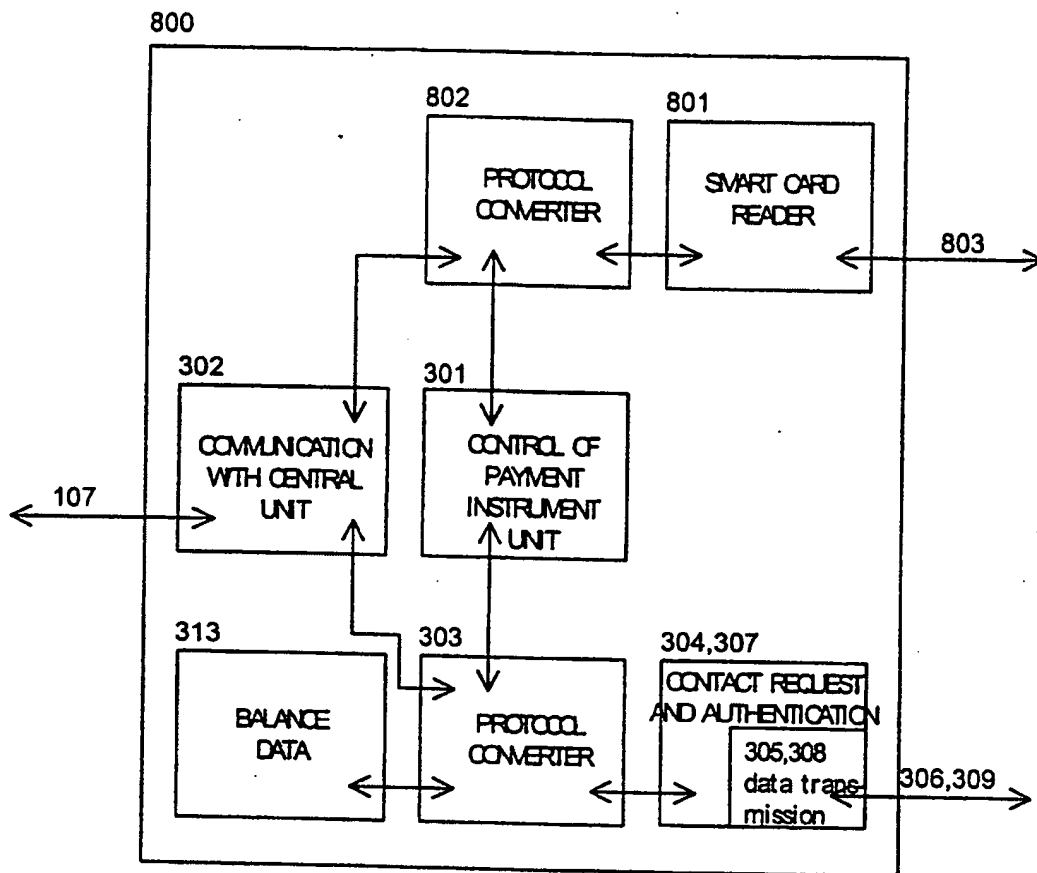 800
802
801
PROTOCOL
CONVERTER
SMART CARD
READER
803
302
301
COMMUNICATION
WITH CENTRAL
UNIT
CONTROL OF
PAYMENT
INSTRUMENT
UNIT
107
313
303
304,307
BALANCE
DATA
PROTOCOL
CONVERTER
CONTACT REQUEST
AND AUTHENTICATION
305,308
data trans-
mission
306,309